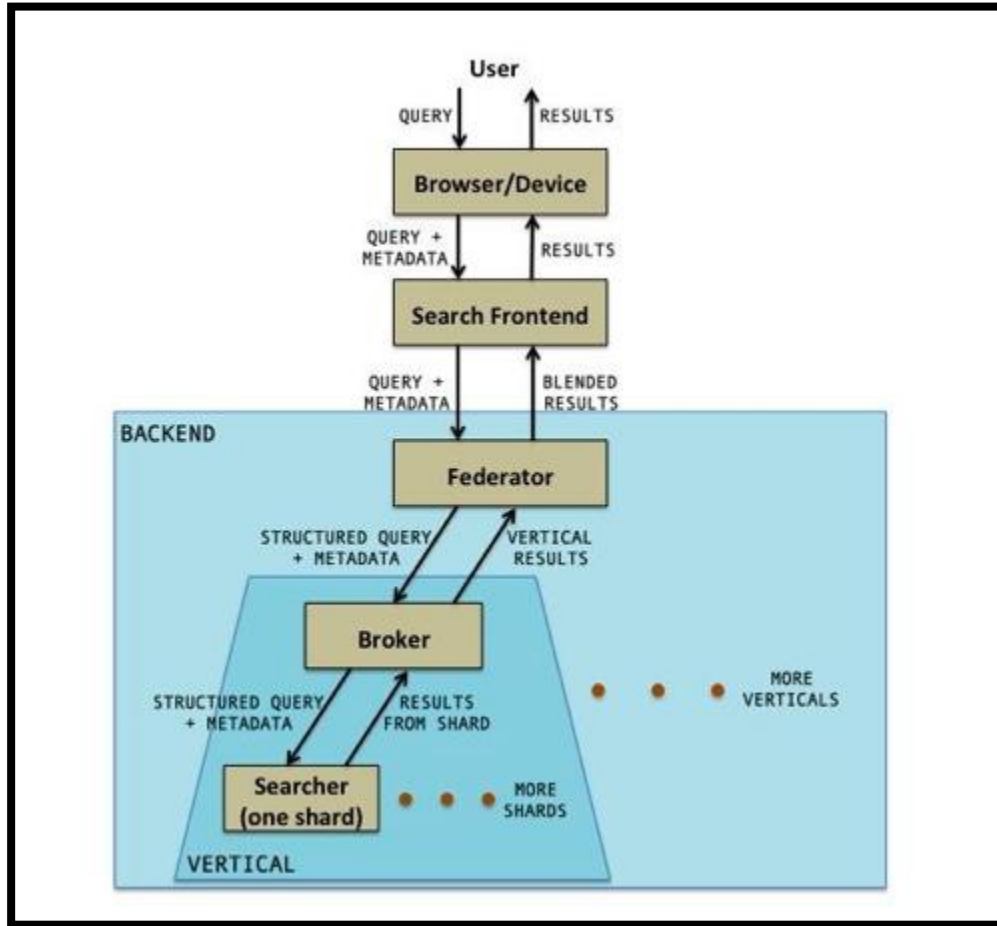 User
QUERY
RESULTS
Browser/Device
QUERY +
METADATA
RESULTS
Search Frontend
QUERY +
METADATA
BLENDED
RESULTS
BACKEND
Federator
STRUCTURED QUERY
+ METADATA
VERTICAL
RESULTS
Broker
STRUCTURED QUERY
+ METADATA
RESULTS
FROM SHARD
MORE
VERTICALS
Searcher
(one shard)
MORE
SHARDS
VERTICAL